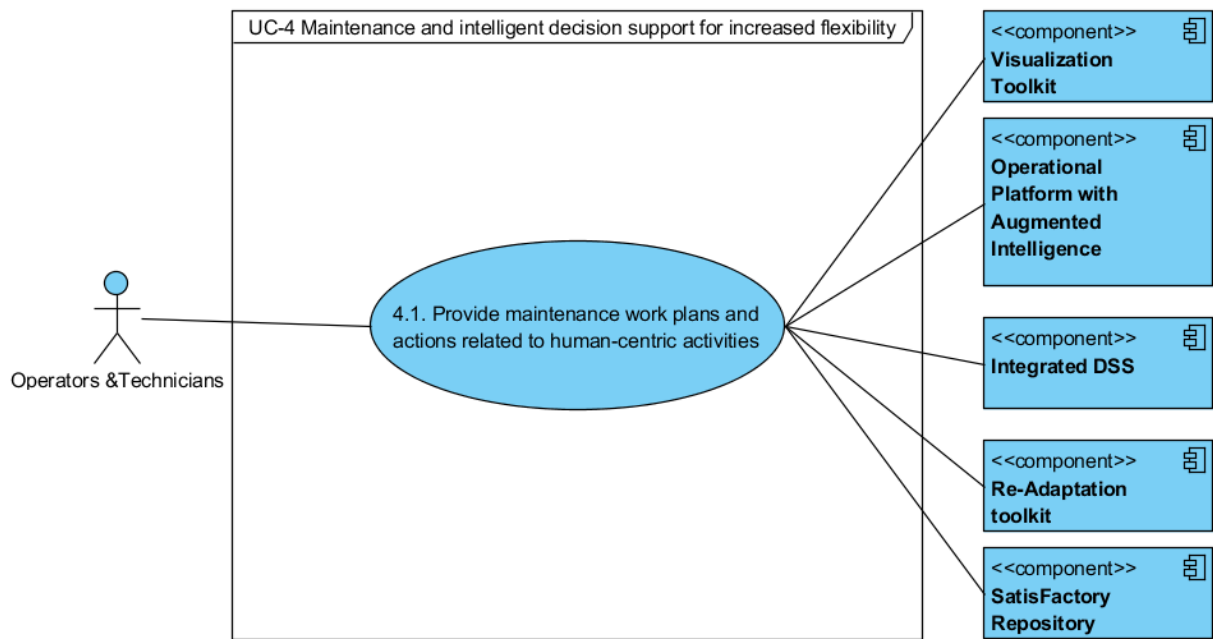 UC-4 Maintenance and intelligent decision support for increased flexibility
Operators &Technicians
4.1. Provide maintenance work plans and
actions related to human-centric activities
<<component>>
Visualization
Toolkit
<<component>>
Operational
Platform with
Augmented
Intelligence
<<component>>
Integrated DSS
<<component>>
Re-Adaptation
toolkit
<<component>>
SatisFactory
Repository